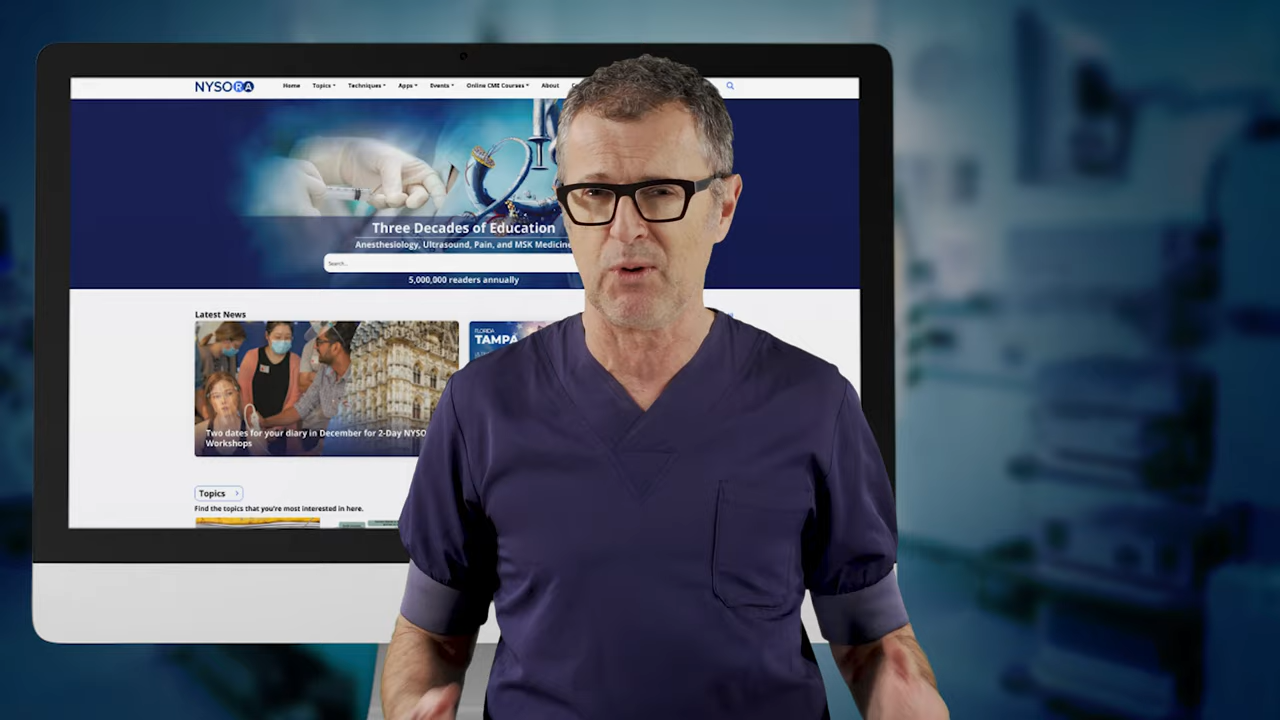 NYSORA
Home Topics Techniques Apps Events Online CME Courses About
Three Decades of Education
Anesthesiology, Ultrasound, Pain, and MSK Medicine
Search...
5,000,000 readers annually
Latest News
FLORIDA
TAMPA
Two dates for your diary in December for 2-Day NYSO
Workshops
Topics
Find the topics that you're most interested in here.